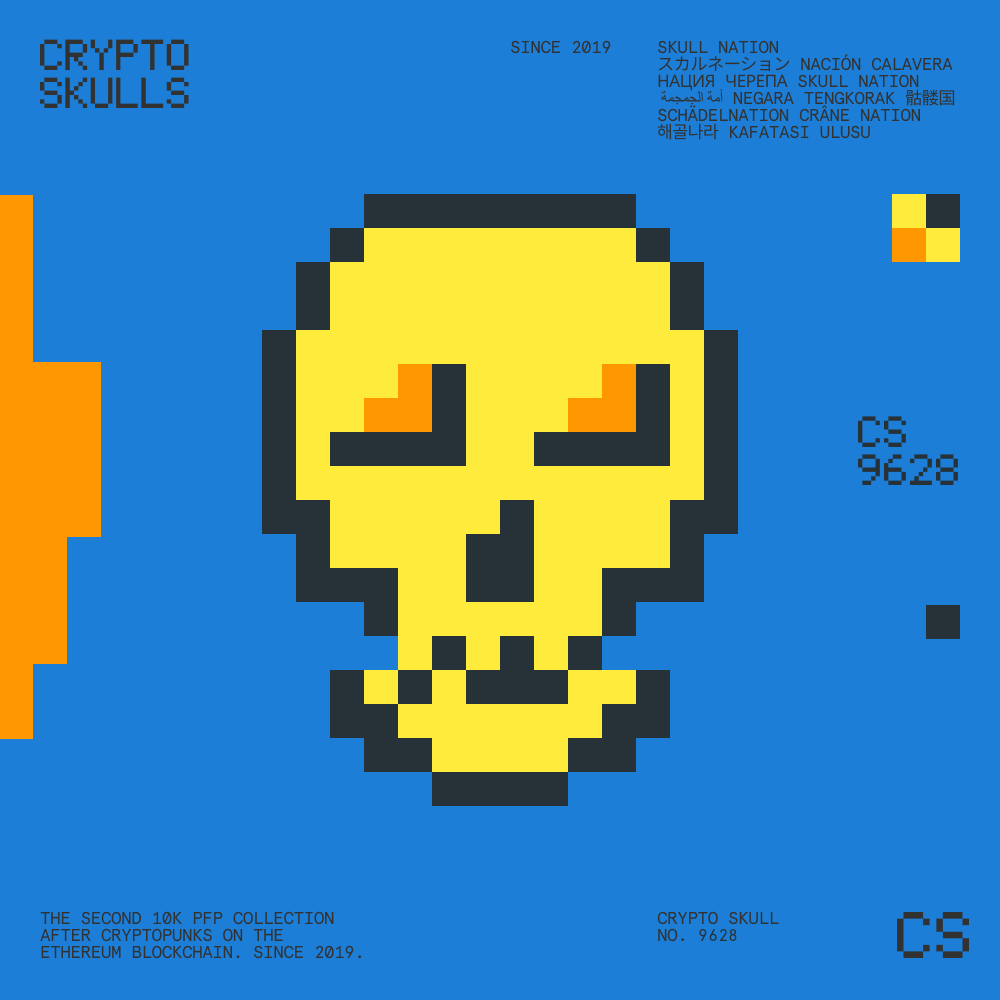 CRYPTO
SKULLS
SINCE 2019
SKULL NATION
スカルネーション NACIÓN CALAVERA
НАЦИЯ ЧЕРЕПА SKULL NATION
أمة الجمجمة NEGARA TENGKORAK 骷髅国
SCHÄDELNATION CRÂNE NATION
해골나라 KAFATASI ULUSU
CS
9628
THE SECOND 10K PFP COLLECTION
AFTER CRYPTOPUNKS ON THE
ETHEREUM BLOCKCHAIN. SINCE 2019.
CRYPTO SKULL
NO. 9628
CS